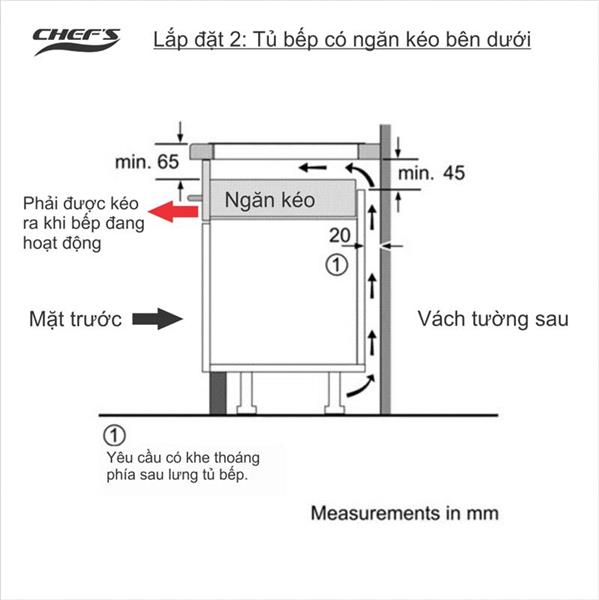 CHEF'S
Lắp đặt 2: Tủ bếp có ngăn kéo bên dưới
min. 65
min. 45
Ngăn kéo
Phải được kéo
ra khi bếp đang
hoạt động
20
1
Mặt trước
Vách tường sau
1
Yêu cầu có khe thoáng
phía sau lưng tủ bếp.
Measurements in mm